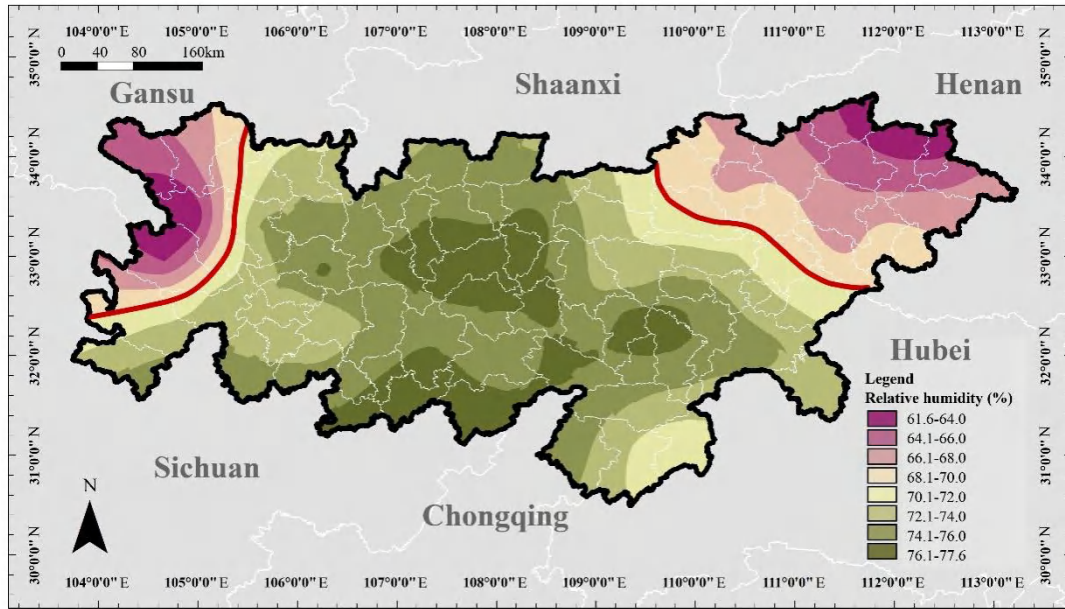 104°0'0" E 105°0'0" E 106°0'0" E 107°0'0" E 108°0'0" E 109°0'0" E 110°0'0" E 111°0'0" E 112°0'0" E 113°0'0" E
0 40 80 160km
35°0'0" N
35°0'0" N
Gansu
Shaanxi
Henan
34°0'0" N
34°0'0" N
33°0'0" N
33°0'0" N
32°0'0" N
32°0'0" N
Hubei
Legend
Relative humidity (%)
61.6-64.0
64.1-66.0
66.1-68.0
68.1-70.0
70.1-72.0
72.1-74.0
74.1-76.0
76.1-77.6
31°0'0" N
31°0'0" N
Sichuan
N
Chongqing
30°0'0" N
30°0'0" N
104°0'0" E 105°0'0" E 106°0'0" E 107°0'0" E 108°0'0" E 109°0'0" E 110°0'0" E 111°0'0" E 112°0'0" E 113°0'0" E